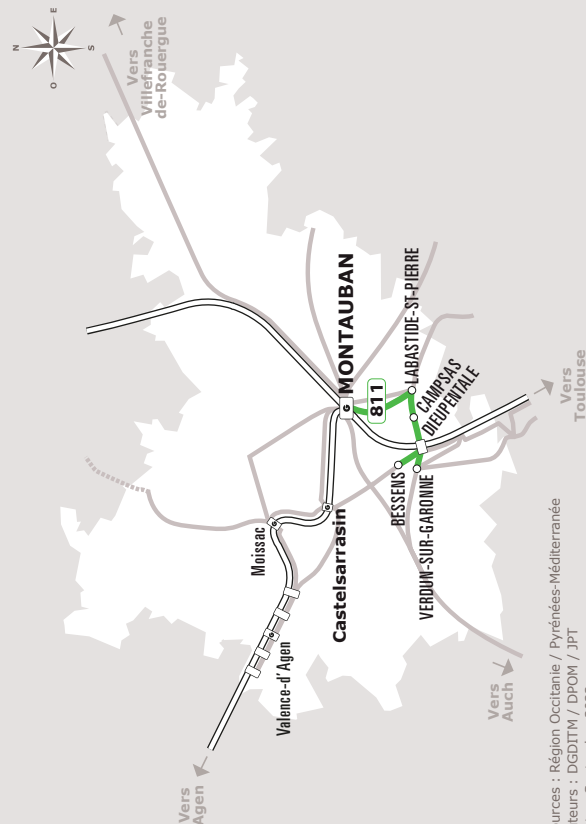 N
E
S
O
Vers
Villefranche
de-Rouergue
MONTAUBAN
G
811
LABASTIDE-ST-PIERRE
CAMPSAS
DIEUPENTALE
BESSENS
VERDUN-SUR-GARONNE
Moissac
Castelsarrasin
Valence-d'Agen
Vers
Agen
Vers
Auch
Vers
Toulouse
urces : Région Occitanie / Pyrénées-Méditerranée
teurs : DGDITM / DPOM / JPT